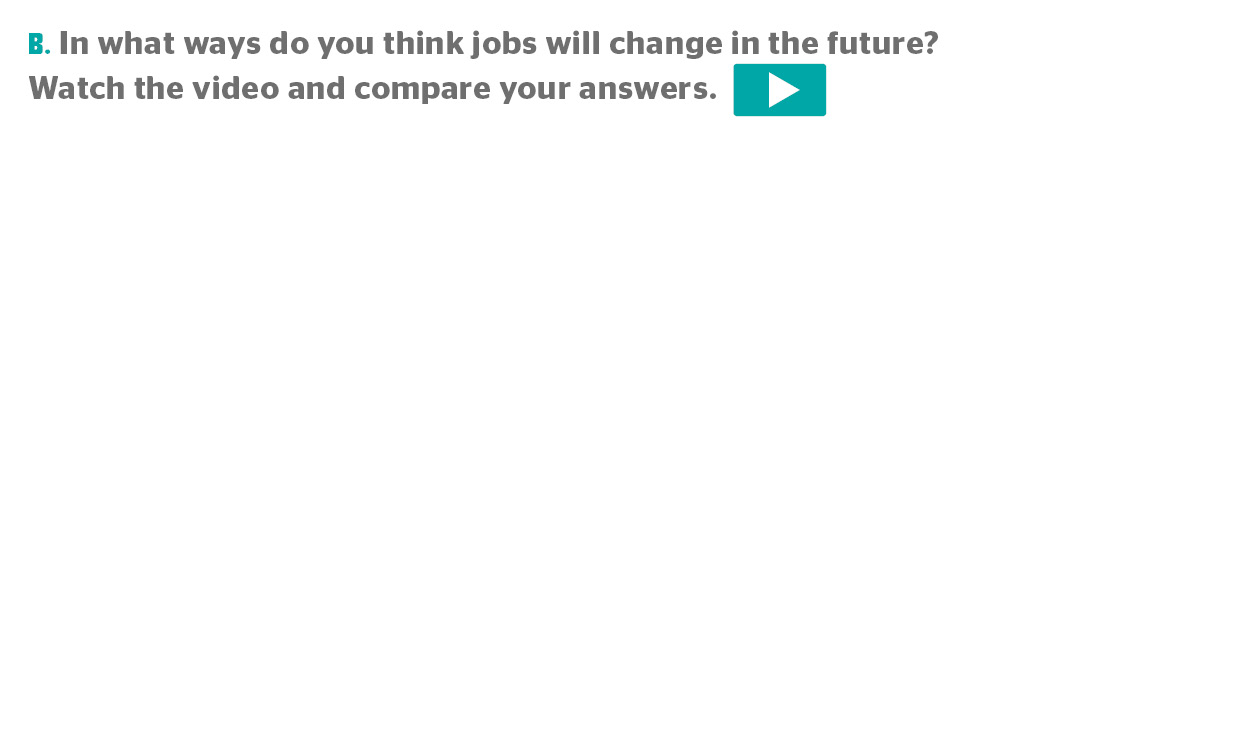 B. In what ways do you think jobs will change in the future?
Watch the video and compare your answers.